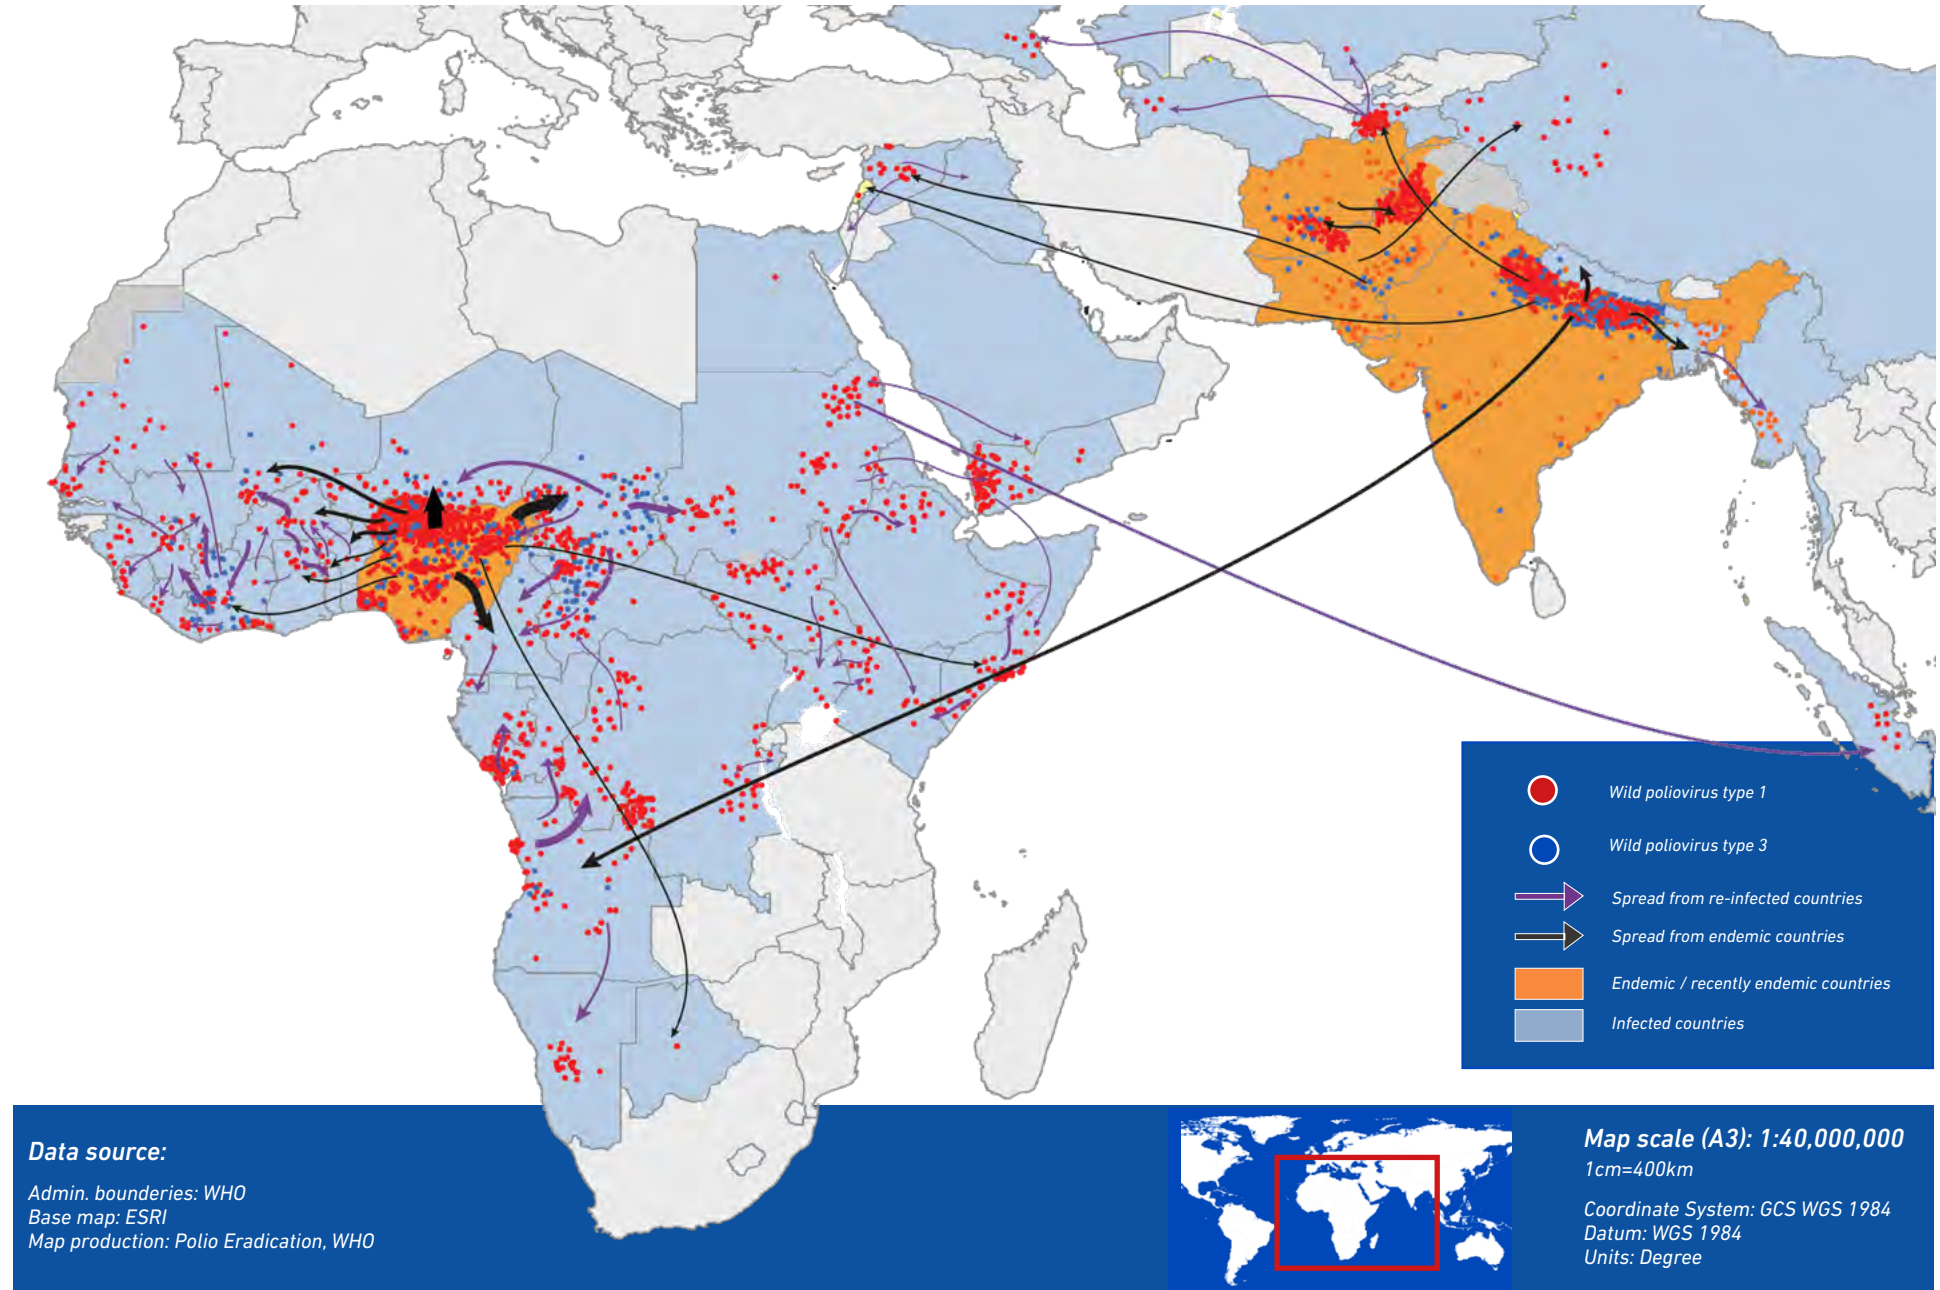 Wild poliovirus type 1
Wild poliovirus type 3
Spread from re-infected countries
Spread from endemic countries
Endemic / recently endemic countries
Infected countries
Data source:
Admin. bounderies: WHO
Base map: ESRI
Map production: Polio Eradication, WHO
Map scale (A3): 1:40,000,000
1cm=400km
Coordinate System: GCS WGS 1984
Datum: WGS 1984
Units: Degree